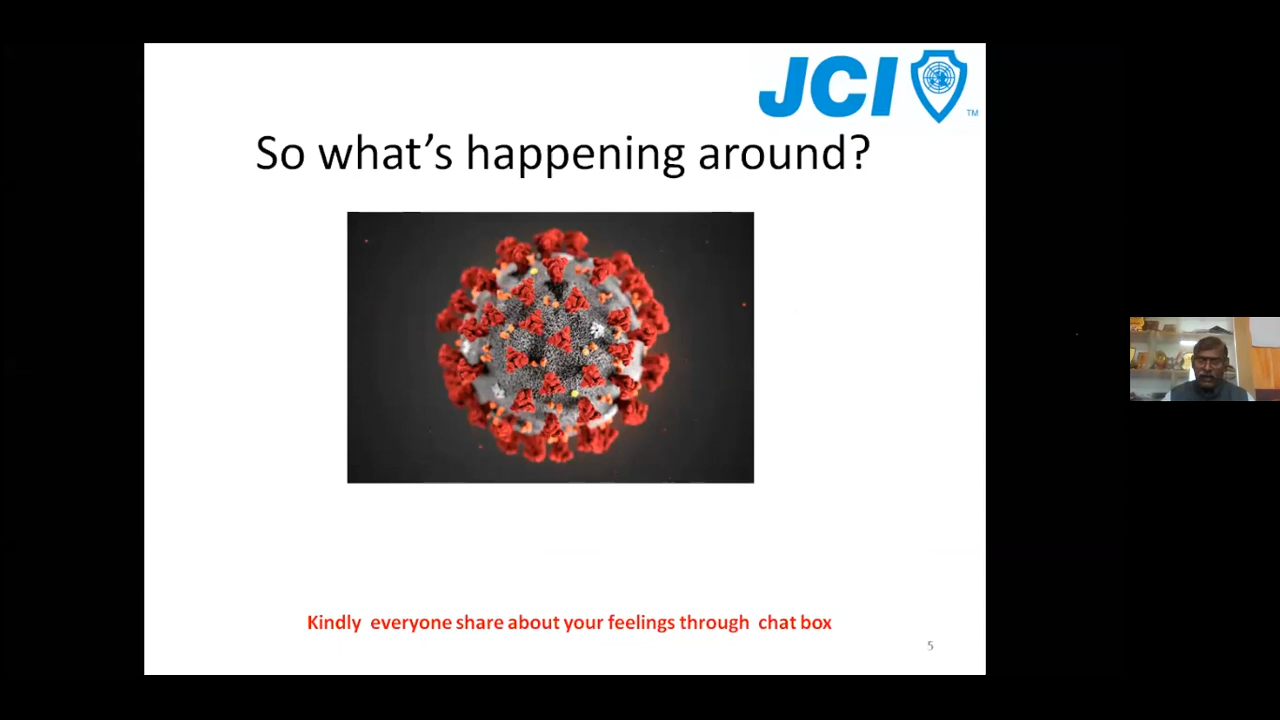 JCI
TM
So what's happening around?
Kindly everyone share about your feelings through chat box
5